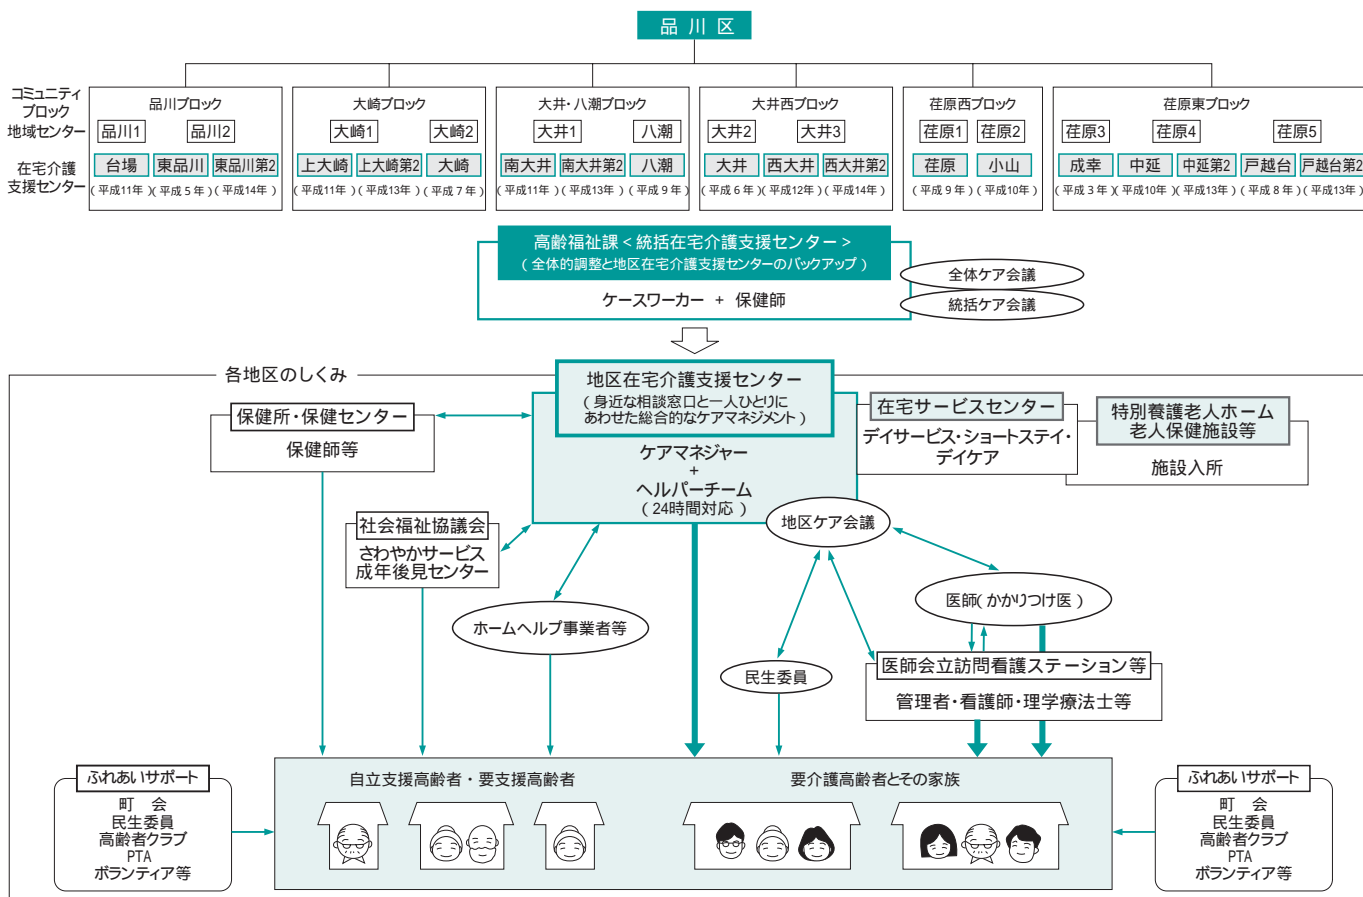 品川区
コミュニティ
ブロック
地域センター
在宅介護
支援センター
品川ブロック
品川1 品川2
台場 東品川 東品川第2
(平成11年)(平成5年)(平成14年)
大崎ブロック
大崎1 大崎2
上大崎 上大崎第2 大崎
(平成11年)(平成13年)(平成7年)
大井・八潮ブロック
大井1 八潮
南大井 南大井第2 八潮
(平成11年)(平成13年)(平成9年)
大井西ブロック
大井2 大井3
大井 西大井 西大井第2
(平成6年)(平成12年)(平成14年)
荏原西ブロック
荏原1 荏原2
荏原 小山
(平成9年)(平成10年)
荏原東ブロック
荏原3 荏原4 荏原5
成幸 中延 中延第2 戸越台 戸越台第2
(平成3年)(平成10年)(平成13年)(平成8年)(平成13年)
高齢福祉課<統括在宅介護支援センター>
(全体的調整と地区在宅介護支援センターのバックアップ)
ケースワーカー + 保健師
全体ケア会議
統括ケア会議
各地区のしくみ
地区在宅介護支援センター
(身近な相談窓口と一人ひとりに
あわせた総合的なケアマネジメント)
ケアマネジャー
+
ヘルパーチーム
(24時間対応)
保健所・保健センター
保健師等
在宅サービスセンター
デイサービス・ショートステイ・
デイケア
特別養護老人ホーム
老人保健施設等
施設入所
地区ケア会議
社会福祉協議会
さわやかサービス
成年後見センター
ホームヘルプ事業者等
民生委員
医師(かかりつけ医)
医師会立訪問看護ステーション等
管理者・看護師・理学療法士等
自立支援高齢者・要支援高齢者
要介護高齢者とその家族
ふれあいサポート
町 会
民生委員
高齢者クラブ
PTA
ボランティア等
ふれあいサポート
町 会
民生委員
高齢者クラブ
PTA
ボランティア等